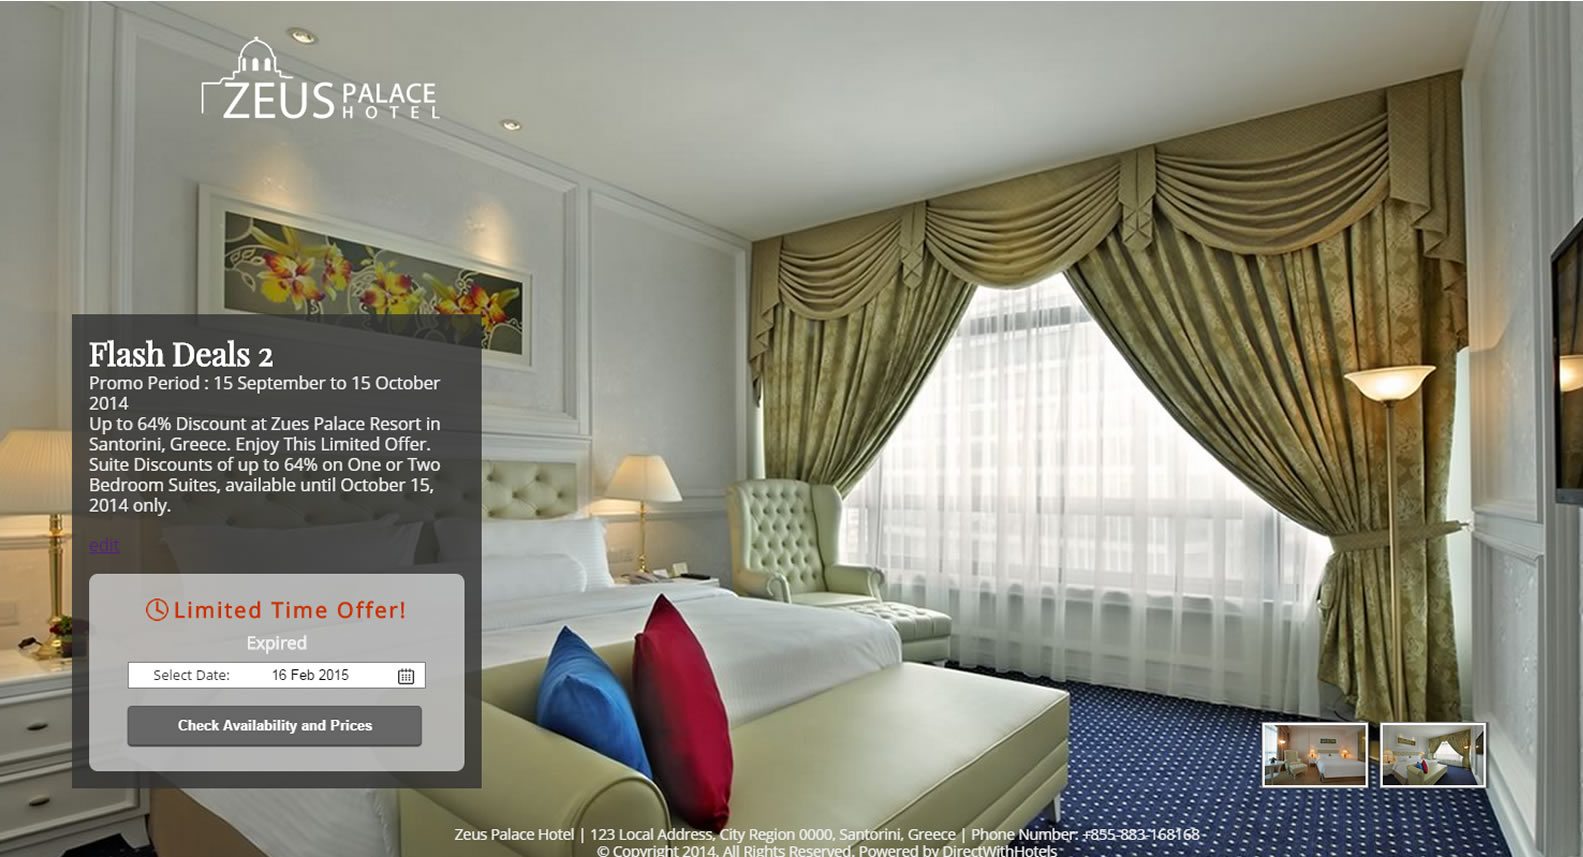 ZEUS PALACE
HOTEL
Flash Deals 2
Promo Period : 15 September to 15 October
2014
Up to 64% Discount at Zues Palace Resort in
Santorini, Greece. Enjoy This Limited Offer.
Suite Discounts of up to 64% on One or Two
Bedroom Suites, available until October 15,
2014 only.
edit
Limited Time Offer!
Expired
Select Date: 16 Feb 2015
Check Availability and Prices
Zeus Palace Hotel | 123 Local Address, City Region 0000, Santorini, Greece | Phone Number: +855-883-168168
© Copyright 2014. All Rights Reserved. Powered by DirectWithHotels